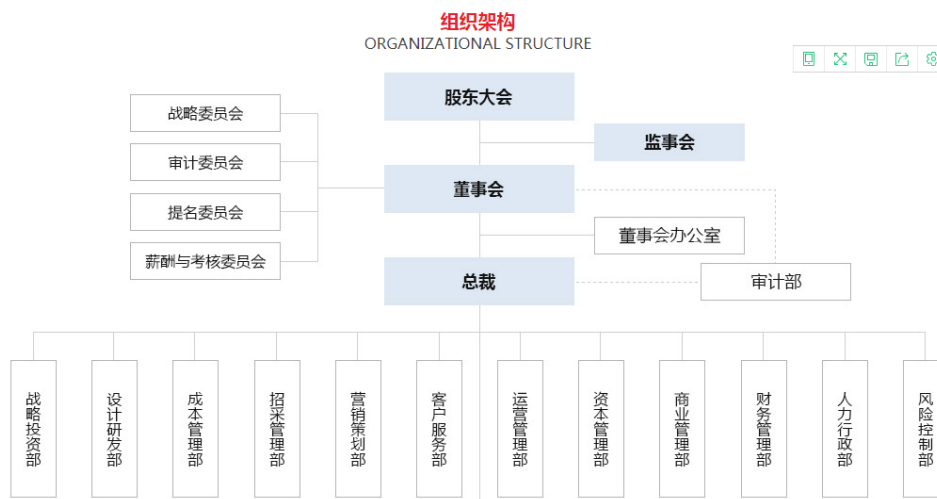 组织架构
ORGANIZATIONAL STRUCTURE
股东大会
战略委员会
监事会
审计委员会
董事会
提名委员会
董事会办公室
薪酬与考核委员会
总裁
审计部
战略投资部
设计研发部
成本管理部
招采管理部
营销策划部
客户服务部
运营管理部
资本管理部
商业管理部
财务管理部
人力行政部
风险控制部